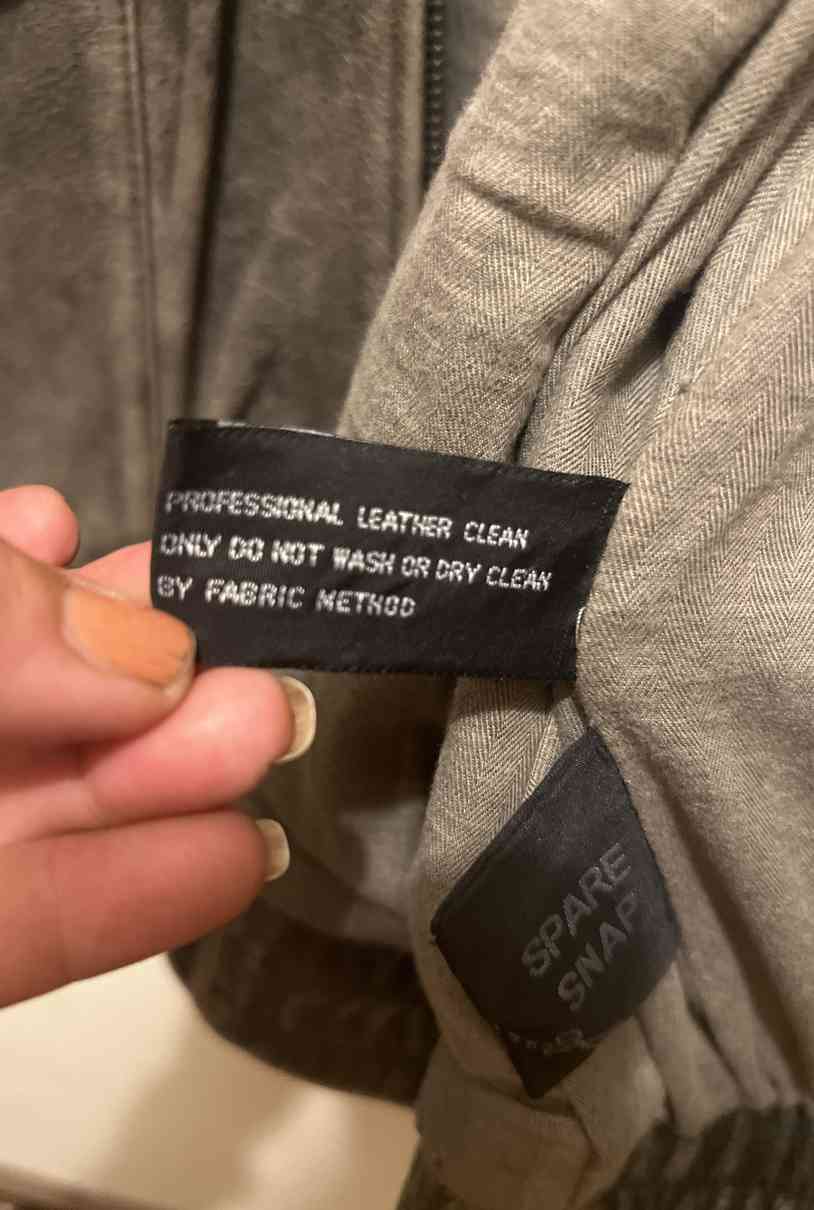 PROFESSIONAL LEATHER CLEAN
ONLY DO NOT WASH OR DRY CLEAN
BY FABRIC METHOD
SPARE
SNAP